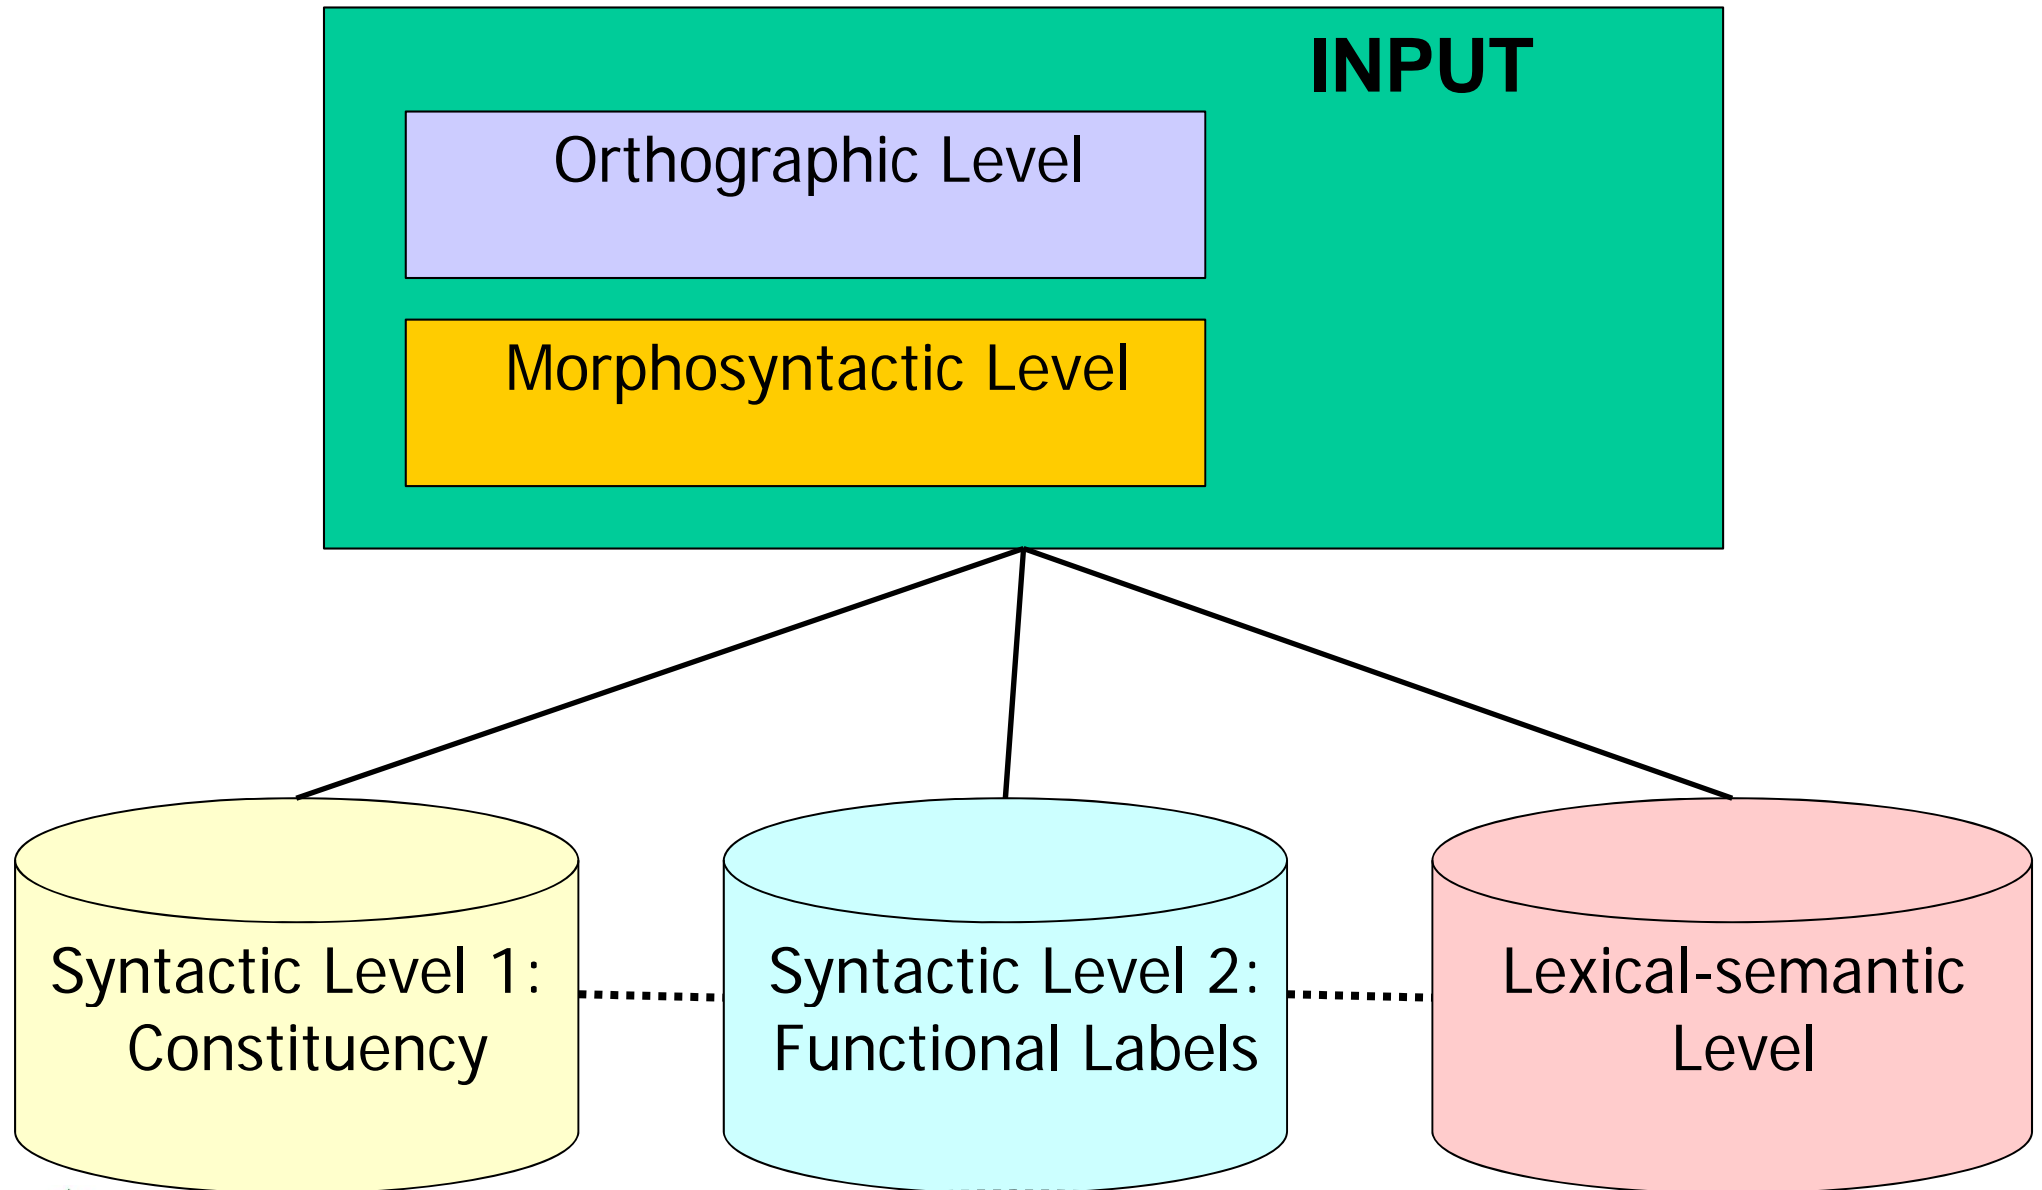 INPUT
Orthographic Level
Morphosyntactic Level
Syntactic Level 1:
Constituency
Syntactic Level 2:
Functional Labels
Lexical-semantic
Level